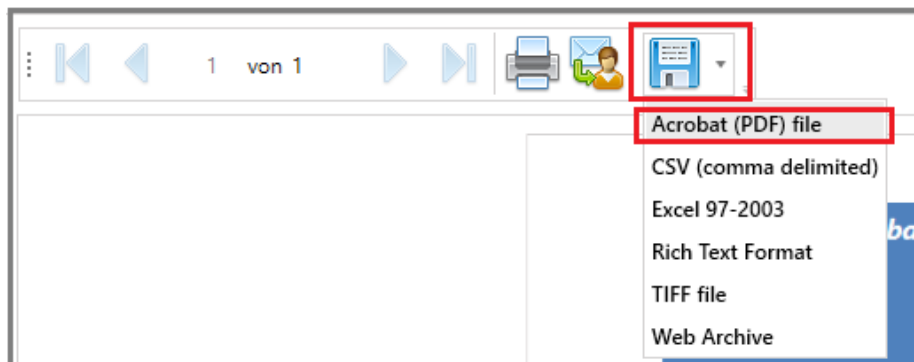 1 von 1
Acrobat (PDF) file
CSV (comma delimited)
Excel 97-2003
Rich Text Format
TIFF file
Web Archive